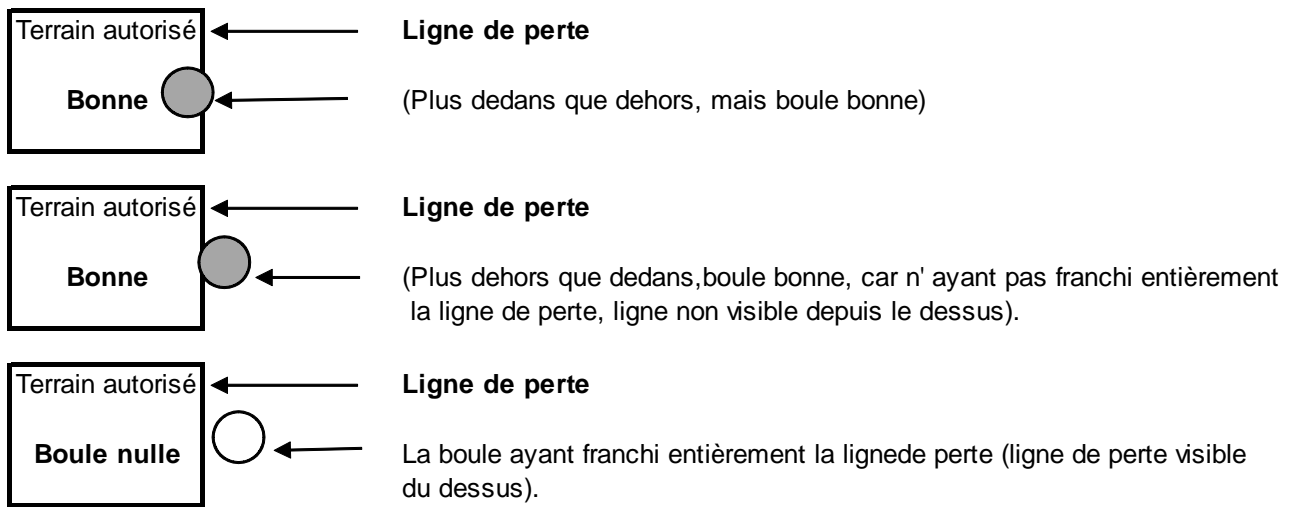 Terrain autorisé Ligne de perte
Bonne (Plus dedans que dehors, mais boule bonne)
Terrain autorisé Ligne de perte
Bonne (Plus dehors que dedans,boule bonne, car n' ayant pas franchi entièrement
la ligne de perte, ligne non visible depuis le dessus).
Terrain autorisé Ligne de perte
Boule nulle La boule ayant franchi entièrement la lignede perte (ligne de perte visible
du dessus).